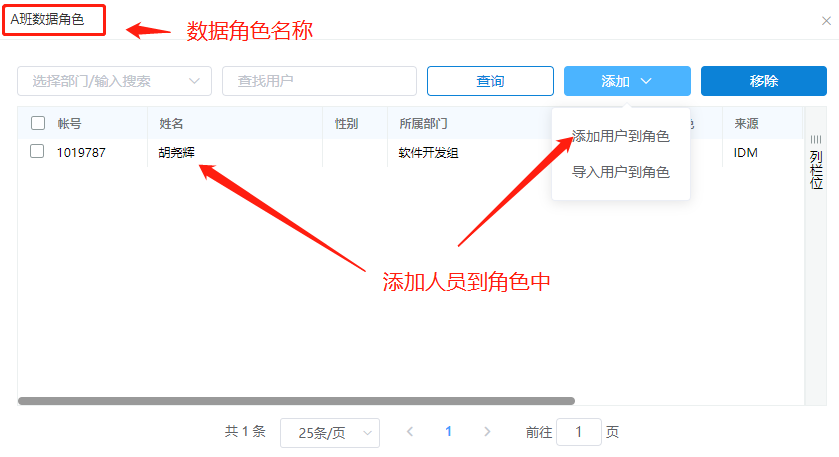 A班数据角色
数据角色名称
选择部门/输入搜索
查找用户
查询
添加
移除
帐号
姓名
性别
所属部门
来源
列栏位
1019787
胡尧辉
软件开发组
IDM
添加用户到角色
导入用户到角色
添加人员到角色中
共 1 条
25条/页
1
前往 1 页